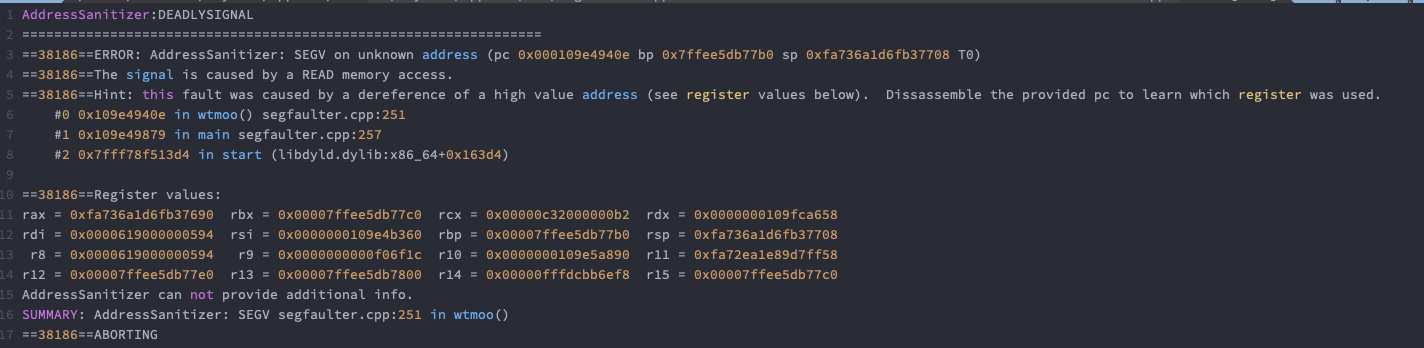 1 AddressSanitizer:DEADLYSIGNAL
2 =================================================================
3 ==38186==ERROR: AddressSanitizer: SEGV on unknown address (pc 0x000109e4940e bp 0x7ffee5db77b0 sp 0xfa736a1d6fb37708 T0)
4 ==38186==The signal is caused by a READ memory access.
5 ==38186==Hint: this fault was caused by a dereference of a high value address (see register values below).  Dissassemble the provided pc to learn which register was used.
6     #0 0x109e4940e in wtmoo() segfaulter.cpp:251
7     #1 0x109e49879 in main segfaulter.cpp:257
8     #2 0x7fff78f513d4 in start (libdyld.dylib:x86_64+0x163d4)
9
10 ==38186==Register values:
11 rax = 0xfa736a1d6fb37690  rbx = 0x00007ffee5db77c0  rcx = 0x00000c32000000b2  rdx = 0x0000000109fca658
12 rdi = 0x0000619000000594  rsi = 0x0000000109e4b360  rbp = 0x00007ffee5db77b0  rsp = 0xfa736a1d6fb37708
13  r8 = 0x0000619000000594   r9 = 0x0000000000f06f1c  r10 = 0x0000000109e5a890  r11 = 0xfa72ea1e89d7ff58
14 r12 = 0x00007ffee5db77e0  r13 = 0x00007ffee5db7800  r14 = 0x00000fffdcbb6ef8  r15 = 0x00007ffee5db77c0
15 AddressSanitizer can not provide additional info.
16 SUMMARY: AddressSanitizer: SEGV segfaulter.cpp:251 in wtmoo()
17 ==38186==ABORTING